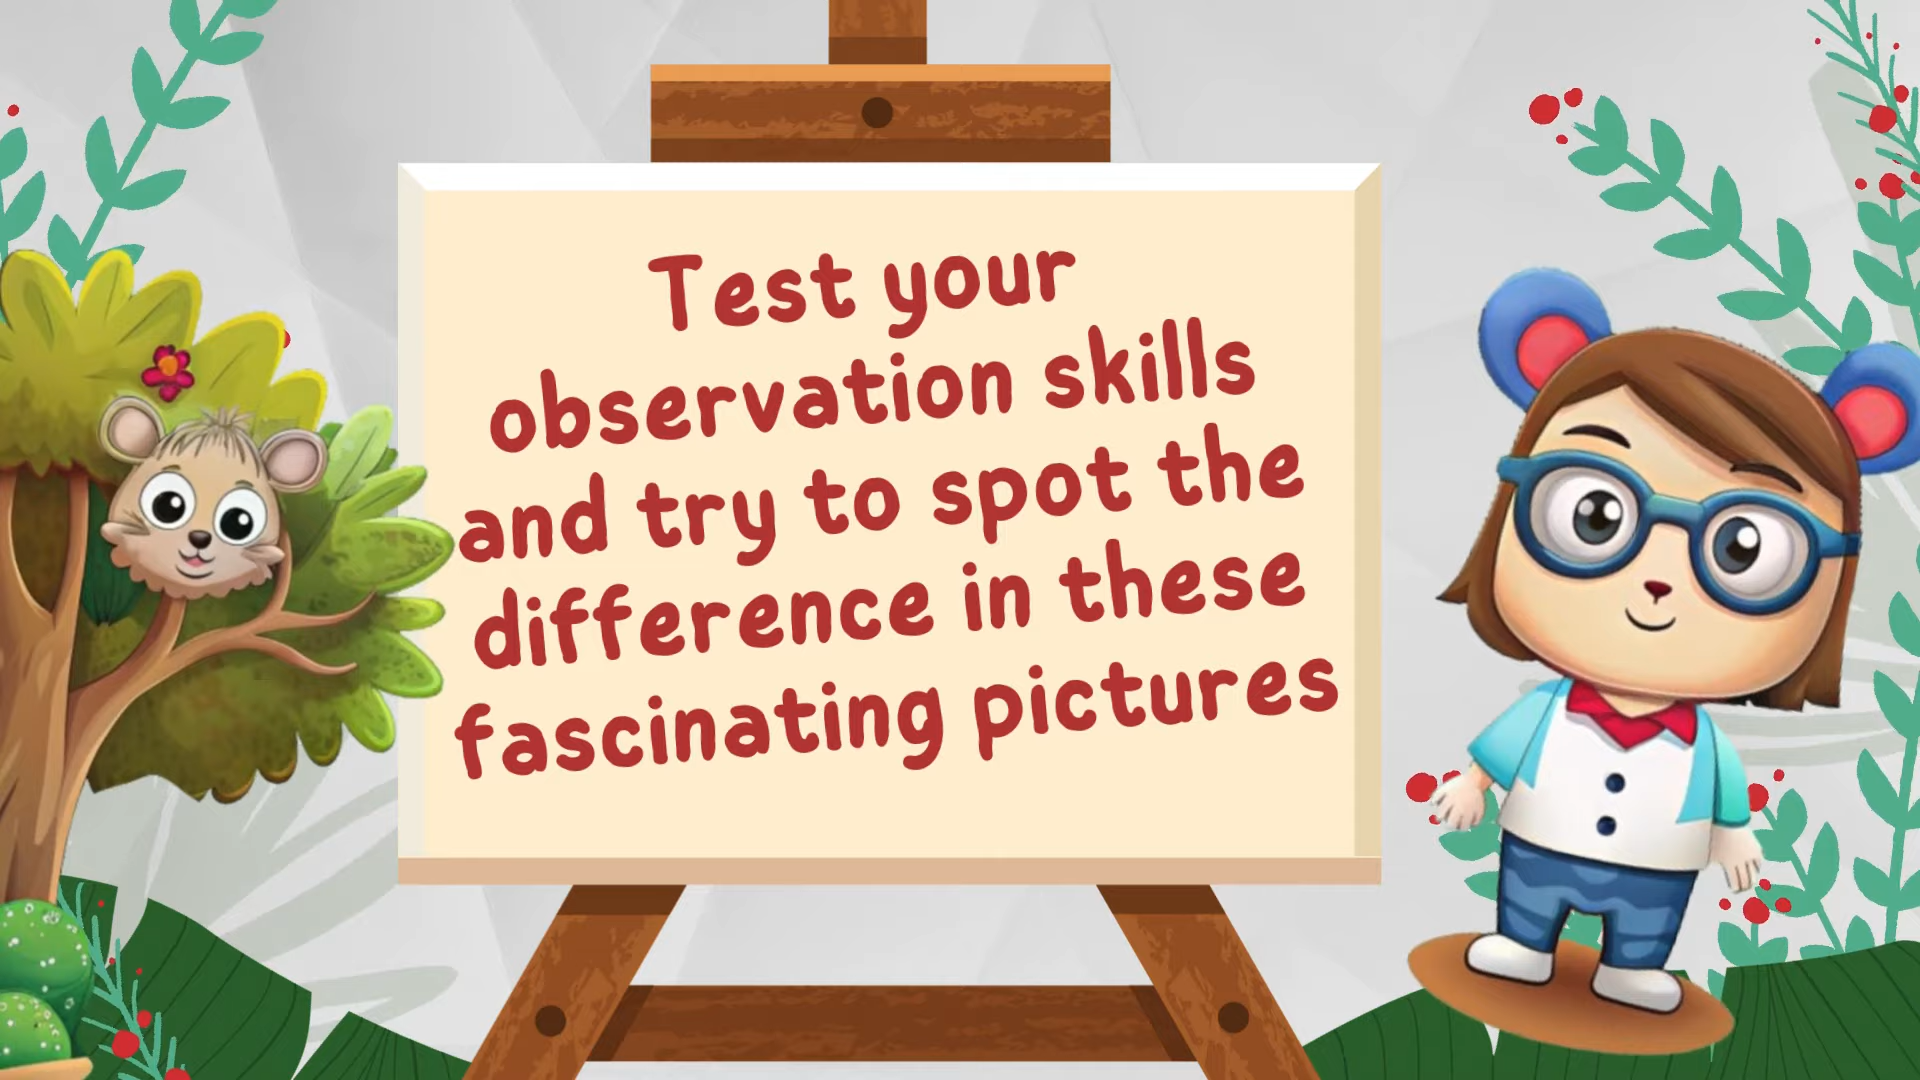 Test your
observation skills
and try to spot the
difference in these
fascinating pictures